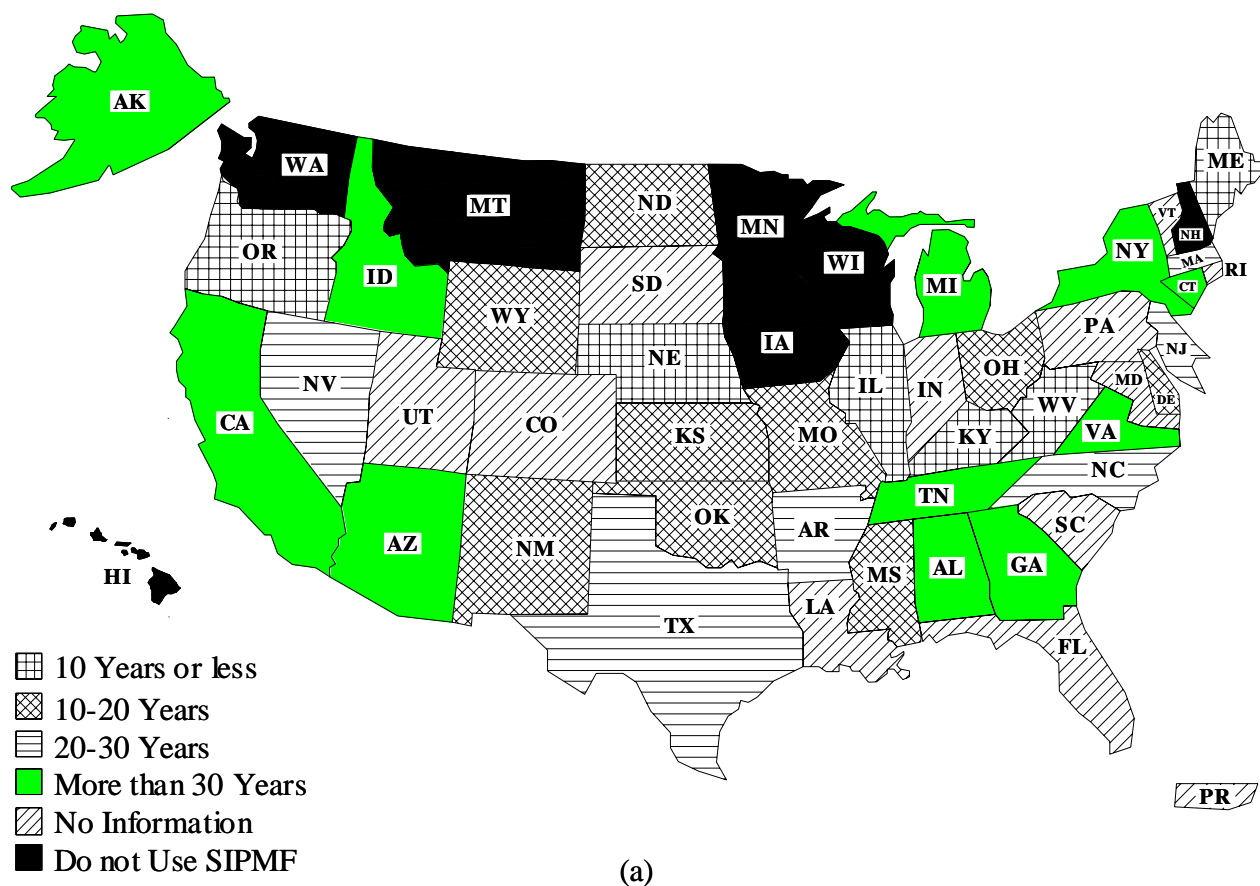 AK
WA
MT
ND
MN
ME
VT
NH
OR
ID
WI
NY
MA
RI
SD
MI
CT
WY
PA
NE
IA
OH
NJ
NV
IL
IN
MD
DE
UT
CO
WV
CA
KS
MO
KY
VA
NC
TN
AZ
NM
OK
AR
SC
HI
MS
AL
GA
LA
TX
FL
10 Years or less
10-20 Years
20-30 Years
More than 30 Years
No Information
Do not Use SIPMF
PR
(a)